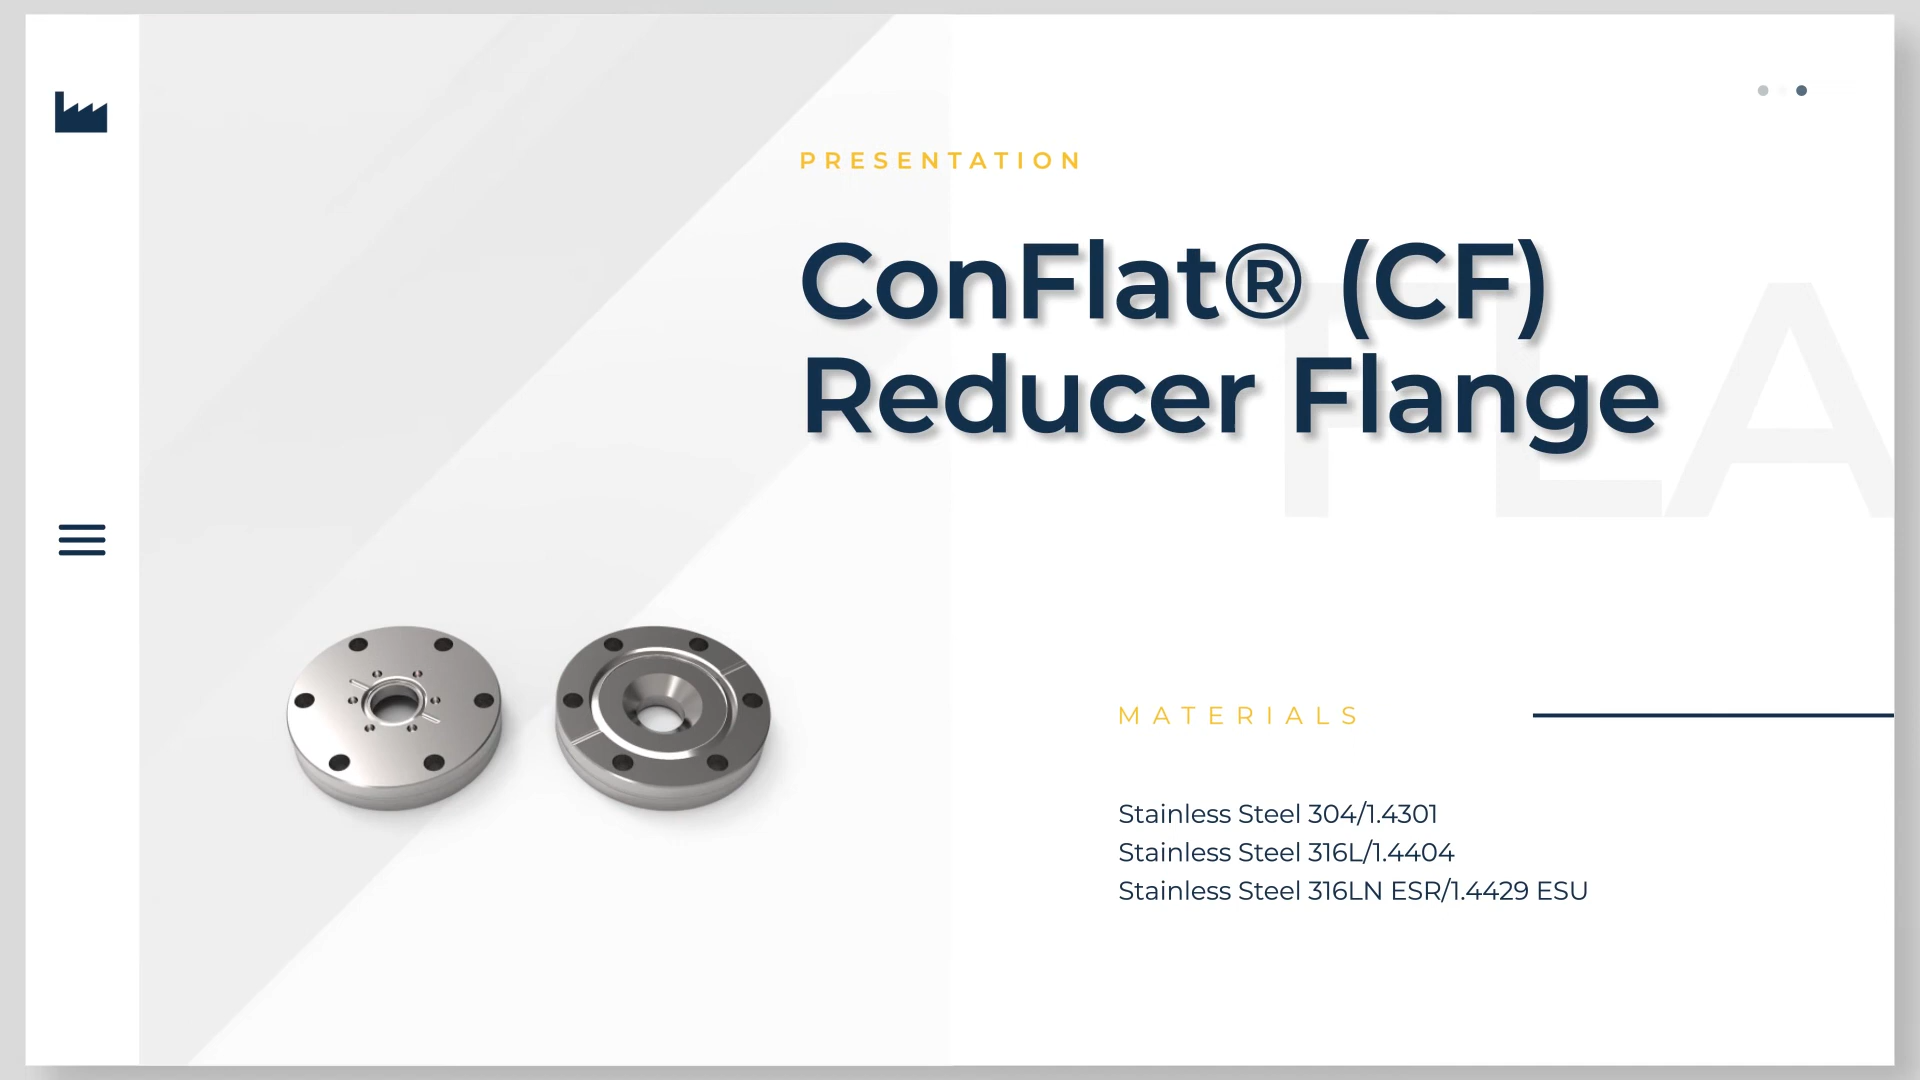 PRESENTATION
ConFlat® (CF)
Reducer Flange
FLA
MATERIALS
Stainless Steel 304/1.4301
Stainless Steel 316L/1.4404
Stainless Steel 316LN ESR/1.4429 ESU